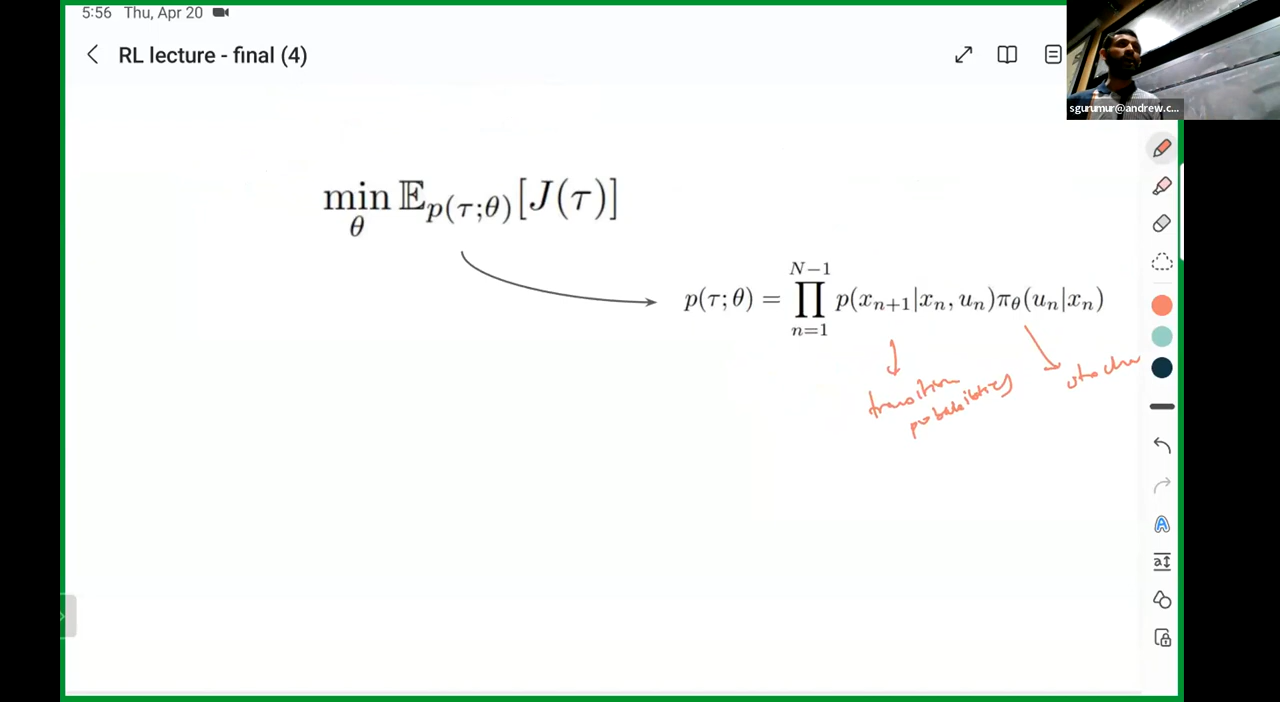 5:56 Thu, Apr 20
RL lecture - final (4)
sgurumur@andrew.c...
min_θ 𝔼_{p(τ;θ)}[J(τ)]
p(τ;θ) = ∏_{n=1}^{N−1} p(x_{n+1}|x_n, u_n)π_θ(u_n|x_n)
transition
probabilities